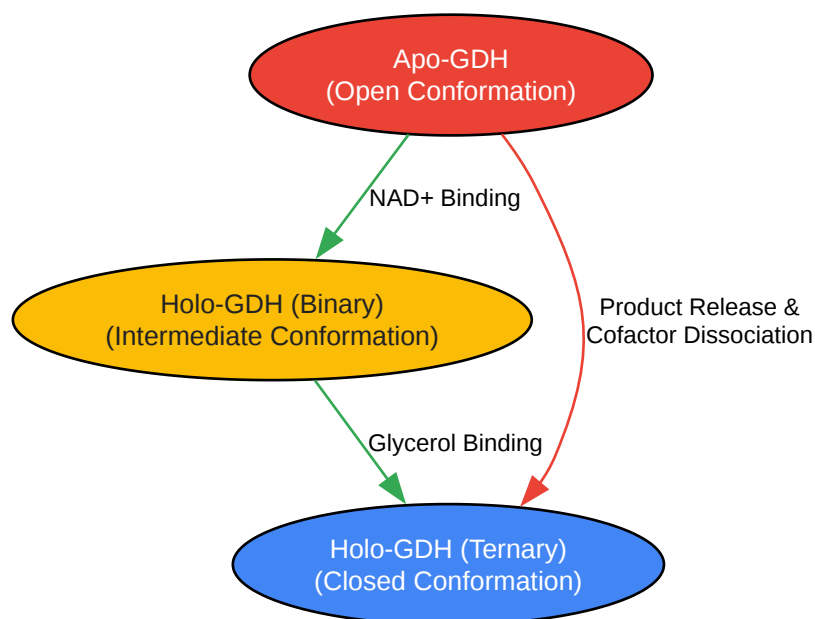 Apo-GDH
(Open Conformation)
NAD+ Binding
Holo-GDH (Binary)
(Intermediate Conformation)
Product Release &
Cofactor Dissociation
Glycerol Binding
Holo-GDH (Ternary)
(Closed Conformation)